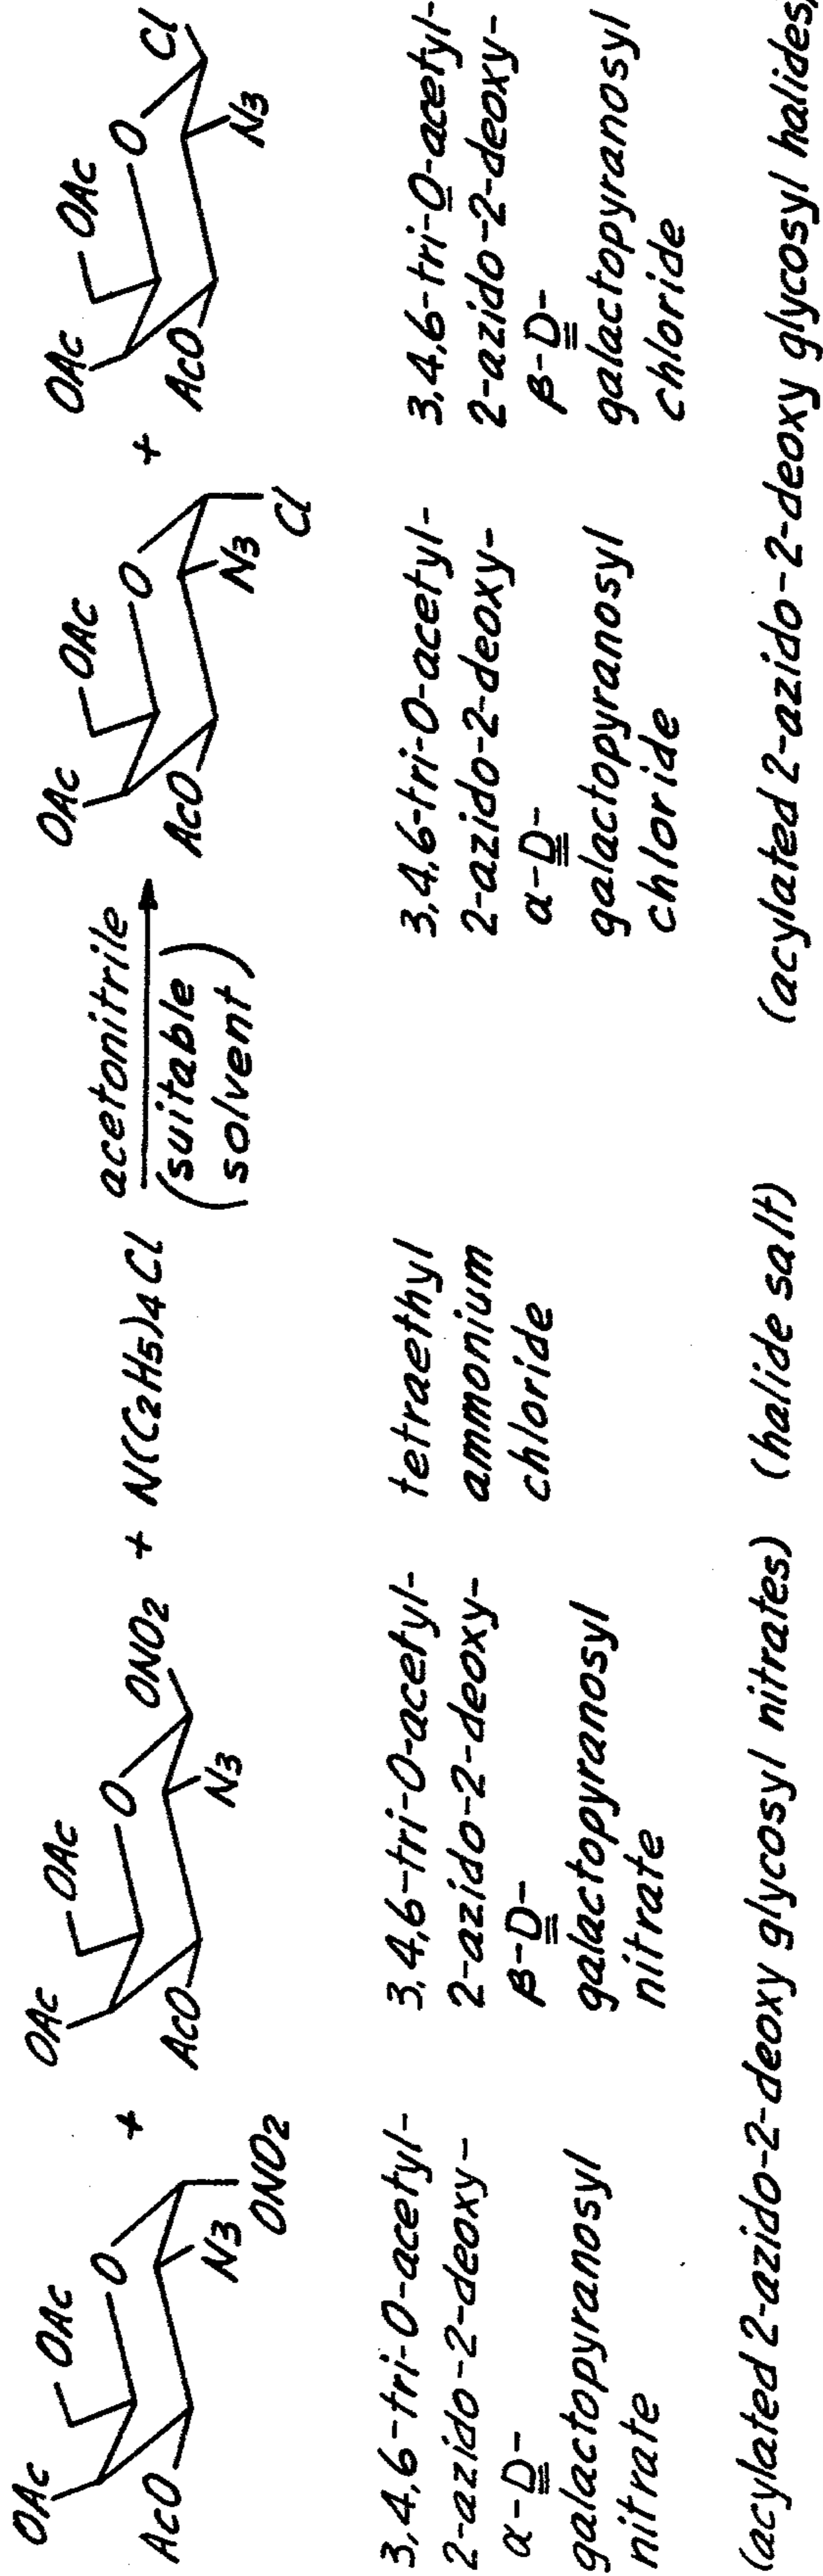 OAc
OAc
O
AcO
N3
ONO2
+
OAc
OAc
O
ONO2
AcO
N3
+ N(C2H5)4Cl
acetonitrile
(suitable
solvent)
OAc
OAc
O
AcO
N3
Cl
+
OAc
OAc
O
Cl
AcO
N3
3,4,6-tri-O-acetyl-
2-azido-2-deoxy-
α-D-
galactopyranosyl
nitrate
3,4,6-tri-O-acetyl-
2-azido-2-deoxy-
β-D-
galactopyranosyl
nitrate
tetraethyl
ammonium
chloride
3,4,6-tri-O-acetyl-
2-azido-2-deoxy-
α-D-
galactopyranosyl
chloride
3,4,6-tri-O-acetyl-
2-azido-2-deoxy-
β-D-
galactopyranosyl
chloride
(acylated 2-azido-2-deoxy glycosyl nitrates)
(halide salt)
(acylated 2-azido-2-deoxy glycosyl halides)